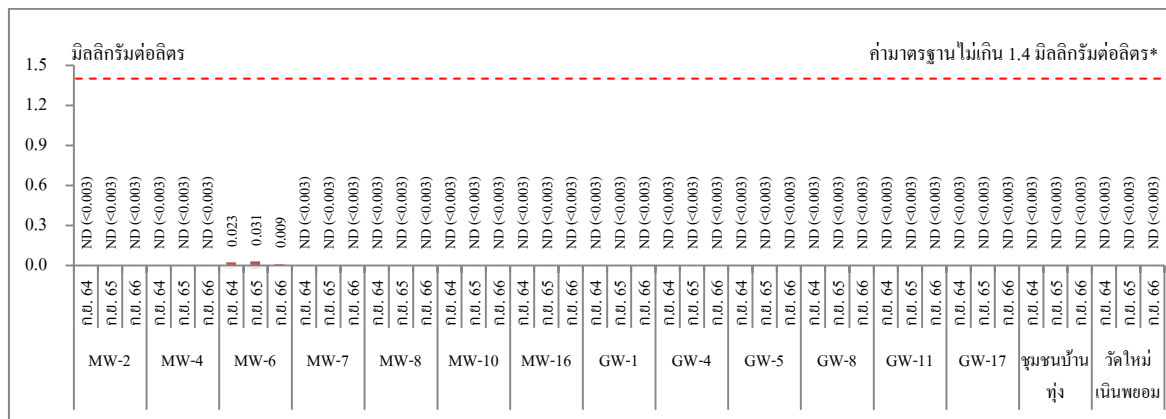 มิลลิกรัมต่อลิตร ค่ามาตรฐานไม่เกิน 1.4 มิลลิกรัมต่อลิตร*
1.5
1.2
0.9
0.6
0.3
0.0
ND (<0.003) ND (<0.003) ND (<0.003) ND (<0.003) ND (<0.003) ND (<0.003) 0.023 0.031 0.009 ND (<0.003) ND (<0.003) ND (<0.003) ND (<0.003) ND (<0.003) ND (<0.003) ND (<0.003) ND (<0.003) ND (<0.003) ND (<0.003) ND (<0.003) ND (<0.003) ND (<0.003) ND (<0.003) ND (<0.003) ND (<0.003) ND (<0.003) ND (<0.003) ND (<0.003) ND (<0.003) ND (<0.003) ND (<0.003) ND (<0.003) ND (<0.003) ND (<0.003) ND (<0.003) ND (<0.003) ND (<0.003) ND (<0.003) ND (<0.003) ND (<0.003) ND (<0.003) ND (<0.003) ND (<0.003) ND (<0.003) ND (<0.003)
ก.ย. 64 ก.ย. 65 ก.ย. 66 ก.ย. 64 ก.ย. 65 ก.ย. 66 ก.ย. 64 ก.ย. 65 ก.ย. 66 ก.ย. 64 ก.ย. 65 ก.ย. 66 ก.ย. 64 ก.ย. 65 ก.ย. 66 ก.ย. 64 ก.ย. 65 ก.ย. 66 ก.ย. 64 ก.ย. 65 ก.ย. 66 ก.ย. 64 ก.ย. 65 ก.ย. 66 ก.ย. 64 ก.ย. 65 ก.ย. 66 ก.ย. 64 ก.ย. 65 ก.ย. 66 ก.ย. 64 ก.ย. 65 ก.ย. 66 ก.ย. 64 ก.ย. 65 ก.ย. 66 ก.ย. 64 ก.ย. 65 ก.ย. 66 ก.ย. 64 ก.ย. 65 ก.ย. 66 ก.ย. 64 ก.ย. 65 ก.ย. 66
MW-2 MW-4 MW-6 MW-7 MW-8 MW-10 MW-16 GW-1 GW-4 GW-5 GW-8 GW-11 GW-17 ชุมชนบ้าน วัดใหม่
ทุ่ง เนินพยอม